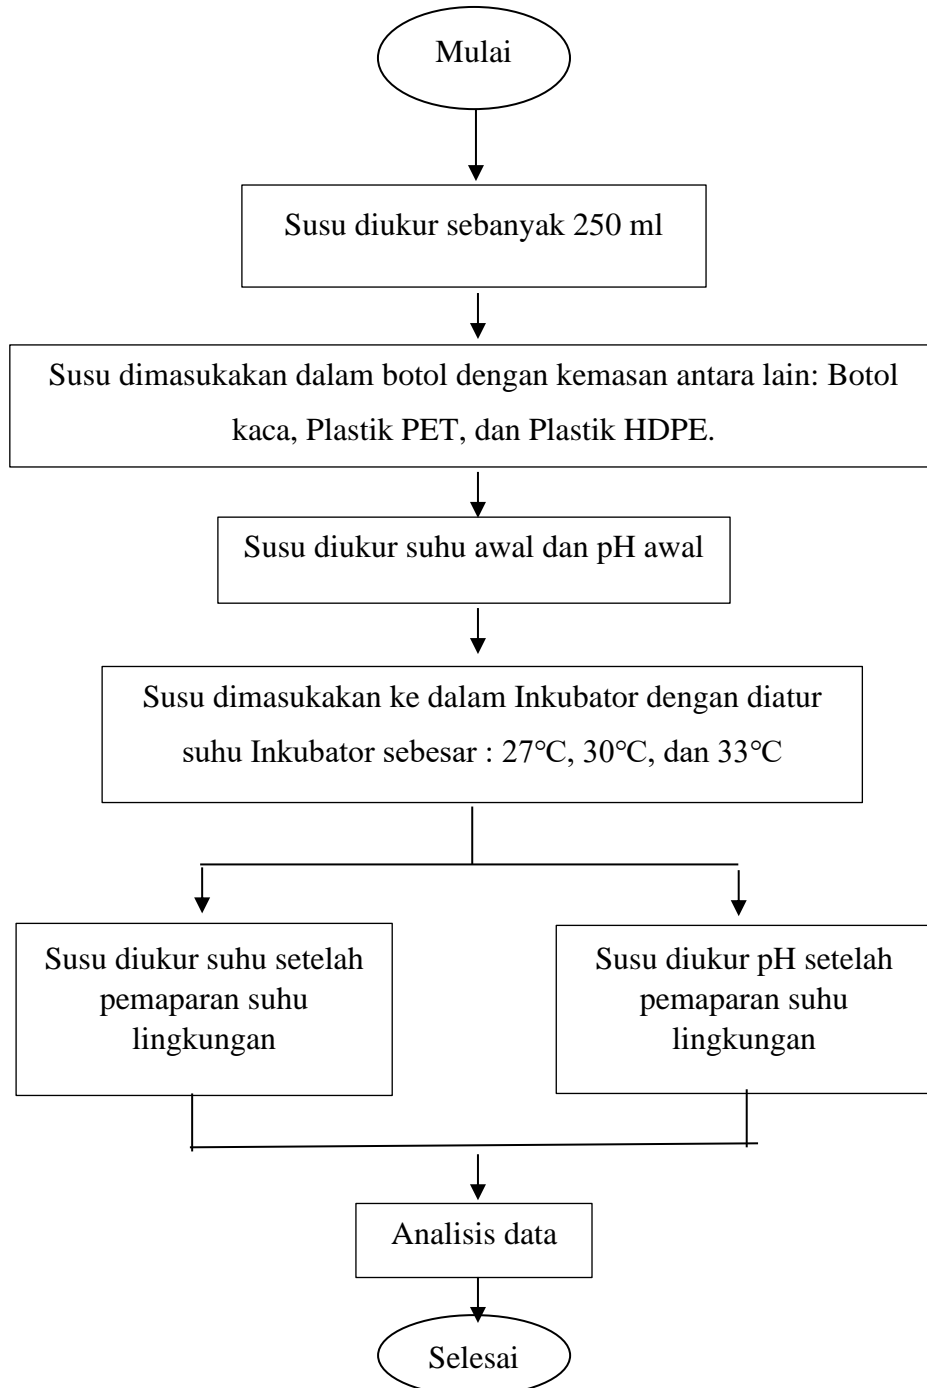 Mulai
Susu diukur sebanyak 250 ml
Susu dimasukakan dalam botol dengan kemasan antara lain: Botol
kaca, Plastik PET, dan Plastik HDPE.
Susu diukur suhu awal dan pH awal
Susu dimasukakan ke dalam Inkubator dengan diatur
suhu Inkubator sebesar : 27°C, 30°C, dan 33°C
Susu diukur suhu setelah
pemaparan suhu
lingkungan
Susu diukur pH setelah
pemaparan suhu
lingkungan
Analisis data
Selesai